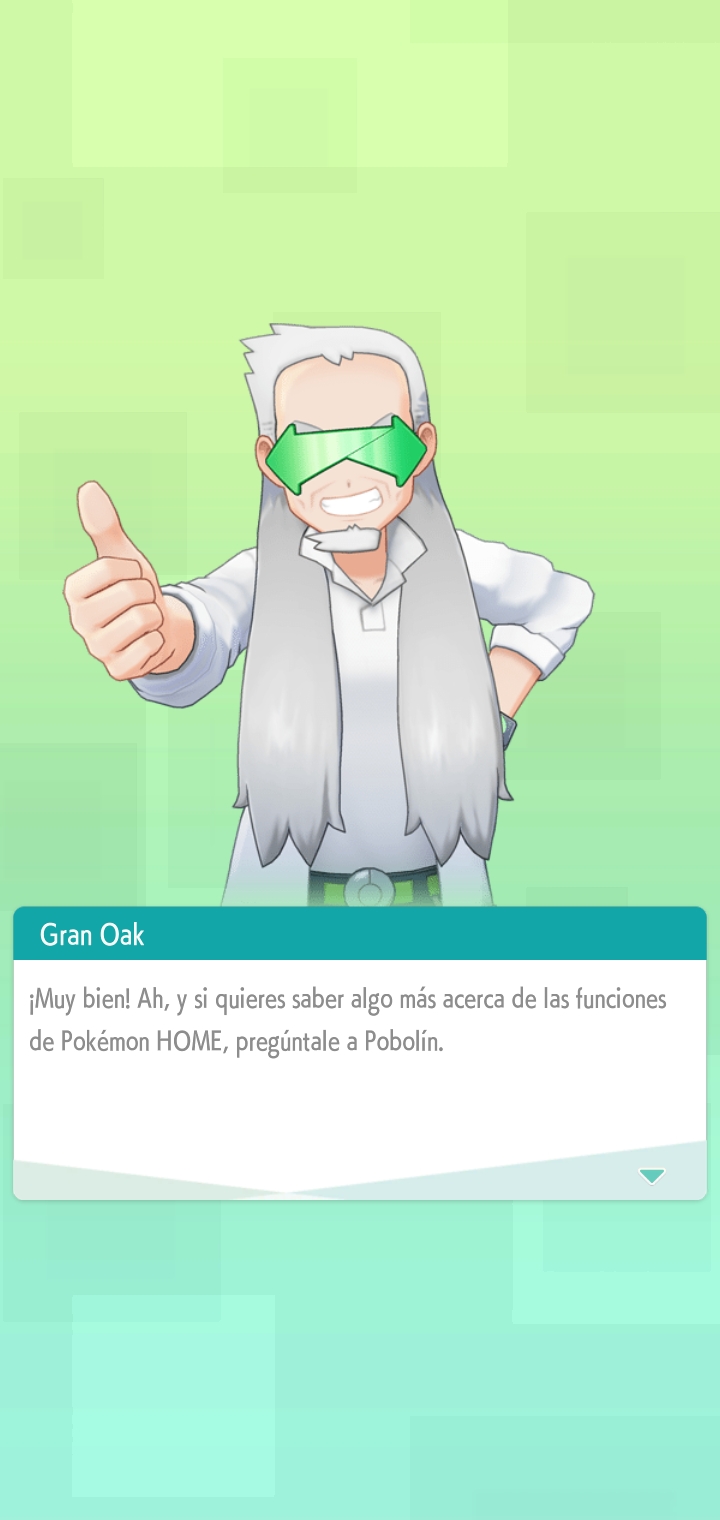 Gran Oak
¡Muy bien! Ah, y si quieres saber algo más acerca de las funciones
de Pokémon HOME, pregúntale a Pobolín.